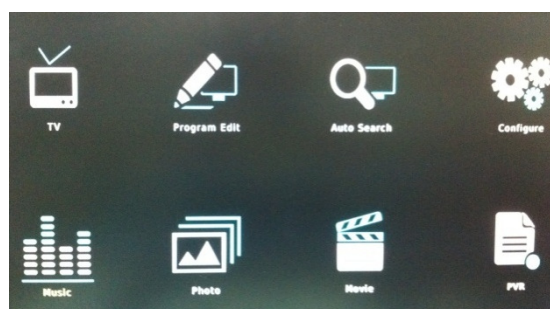 TV
Program Edit
Auto Search
Configure
Music
Photo
Movie
PVR